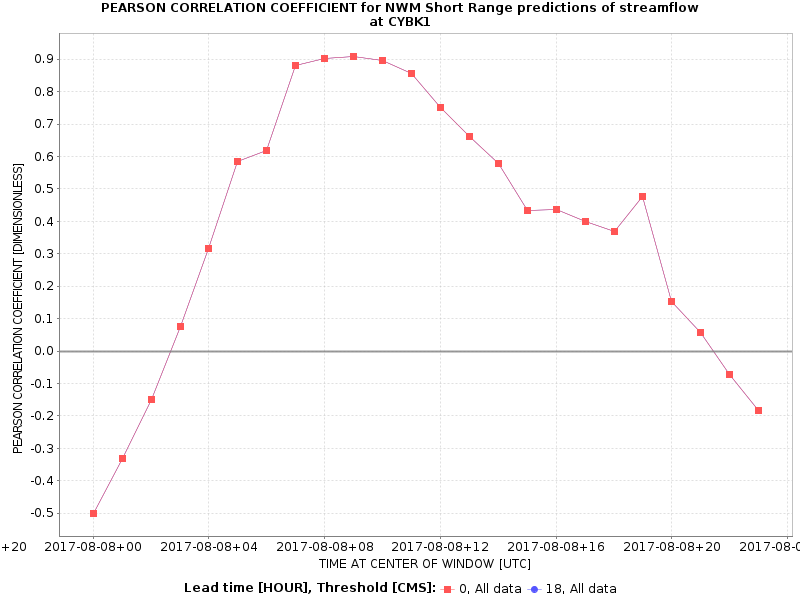 PEARSON CORRELATION COEFFICIENT for NWM Short Range predictions of streamflow
at CYBK1
PEARSON CORRELATION COEFFICIENT [DIMENSIONLESS]
0.9
0.8
0.7
0.6
0.5
0.4
0.3
0.2
0.1
0.0
-0.1
-0.2
-0.3
-0.4
-0.5
+20 2017-08-08+00 2017-08-08+04 2017-08-08+08 2017-08-08+12 2017-08-08+16 2017-08-08+20 2017-08-0
TIME AT CENTER OF WINDOW [UTC]
Lead time [HOUR], Threshold [CMS]: 0, All data 18, All data